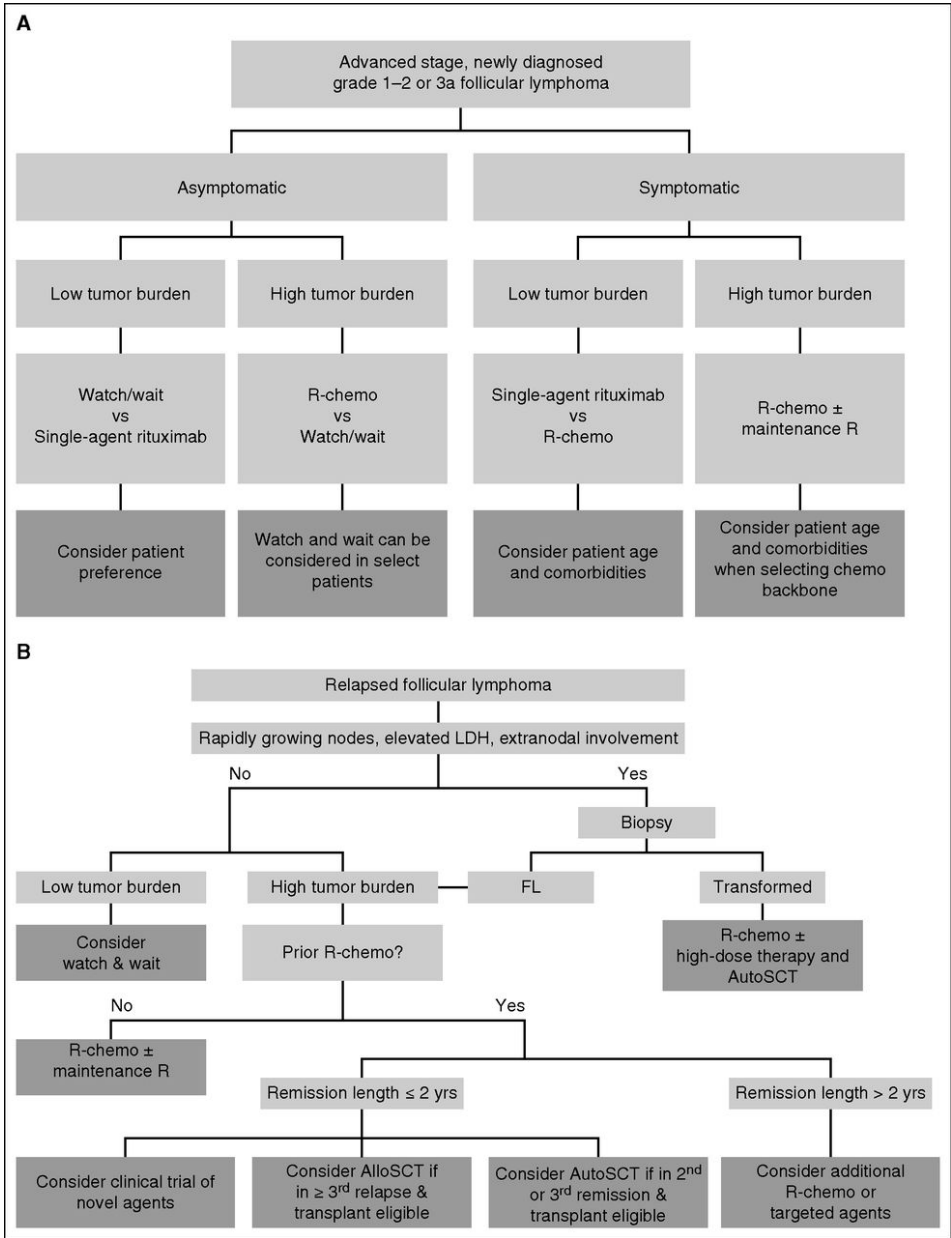 A
Advanced stage, newly diagnosed
grade 1–2 or 3a follicular lymphoma
Asymptomatic
Symptomatic
Low tumor burden
High tumor burden
Low tumor burden
High tumor burden
Watch/wait
vs
Single-agent rituximab
R-chemo
vs
Watch/wait
Single-agent rituximab
vs
R-chemo
R-chemo ±
maintenance R
Consider patient
preference
Watch and wait can be
considered in select
patients
Consider patient age
and comorbidities
Consider patient age
and comorbidities
when selecting chemo
backbone
B
Relapsed follicular lymphoma
Rapidly growing nodes, elevated LDH, extranodal involvement
No
Yes
Biopsy
Low tumor burden
High tumor burden
FL
Transformed
Consider
watch & wait
Prior R-chemo?
R-chemo ±
high-dose therapy and
AutoSCT
No
Yes
R-chemo ±
maintenance R
Remission length ≤ 2 yrs
Remission length > 2 yrs
Consider clinical trial of
novel agents
Consider AlloSCT if
in ≥ 3rd relapse &
transplant eligible
Consider AutoSCT if in 2nd
or 3rd remission &
transplant eligible
Consider additional
R-chemo or
targeted agents